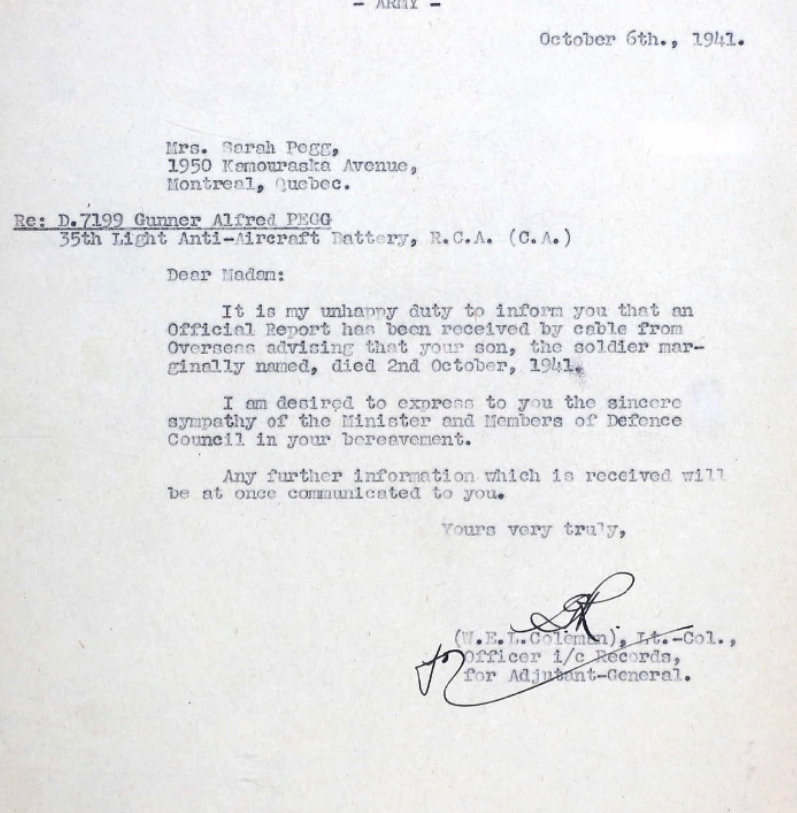 - ARMY -
October 6th., 1941.
Mrs. Sarah Pegg,
1950 Kamouraska Avenue,
Montreal, Quebec.
Re: D.7199 Gunner Alfred PEGG
35th Light Anti-Aircraft Battery, R.C.A. (C.A.)
Dear Madam:
It is my unhappy duty to inform you that an
Official Report has been received by cable from
Overseas advising that your son, the soldier mar-
ginally named, died 2nd October, 1941.
I am desired to express to you the sincere
sympathy of the Minister and Members of Defence
Council in your bereavement.
Any further information which is received will
be at once communicated to you.
Yours very truly,
(W.E.L.Coleman), Lt.-Col.,
Officer i/c Records,
for Adjutant-General.